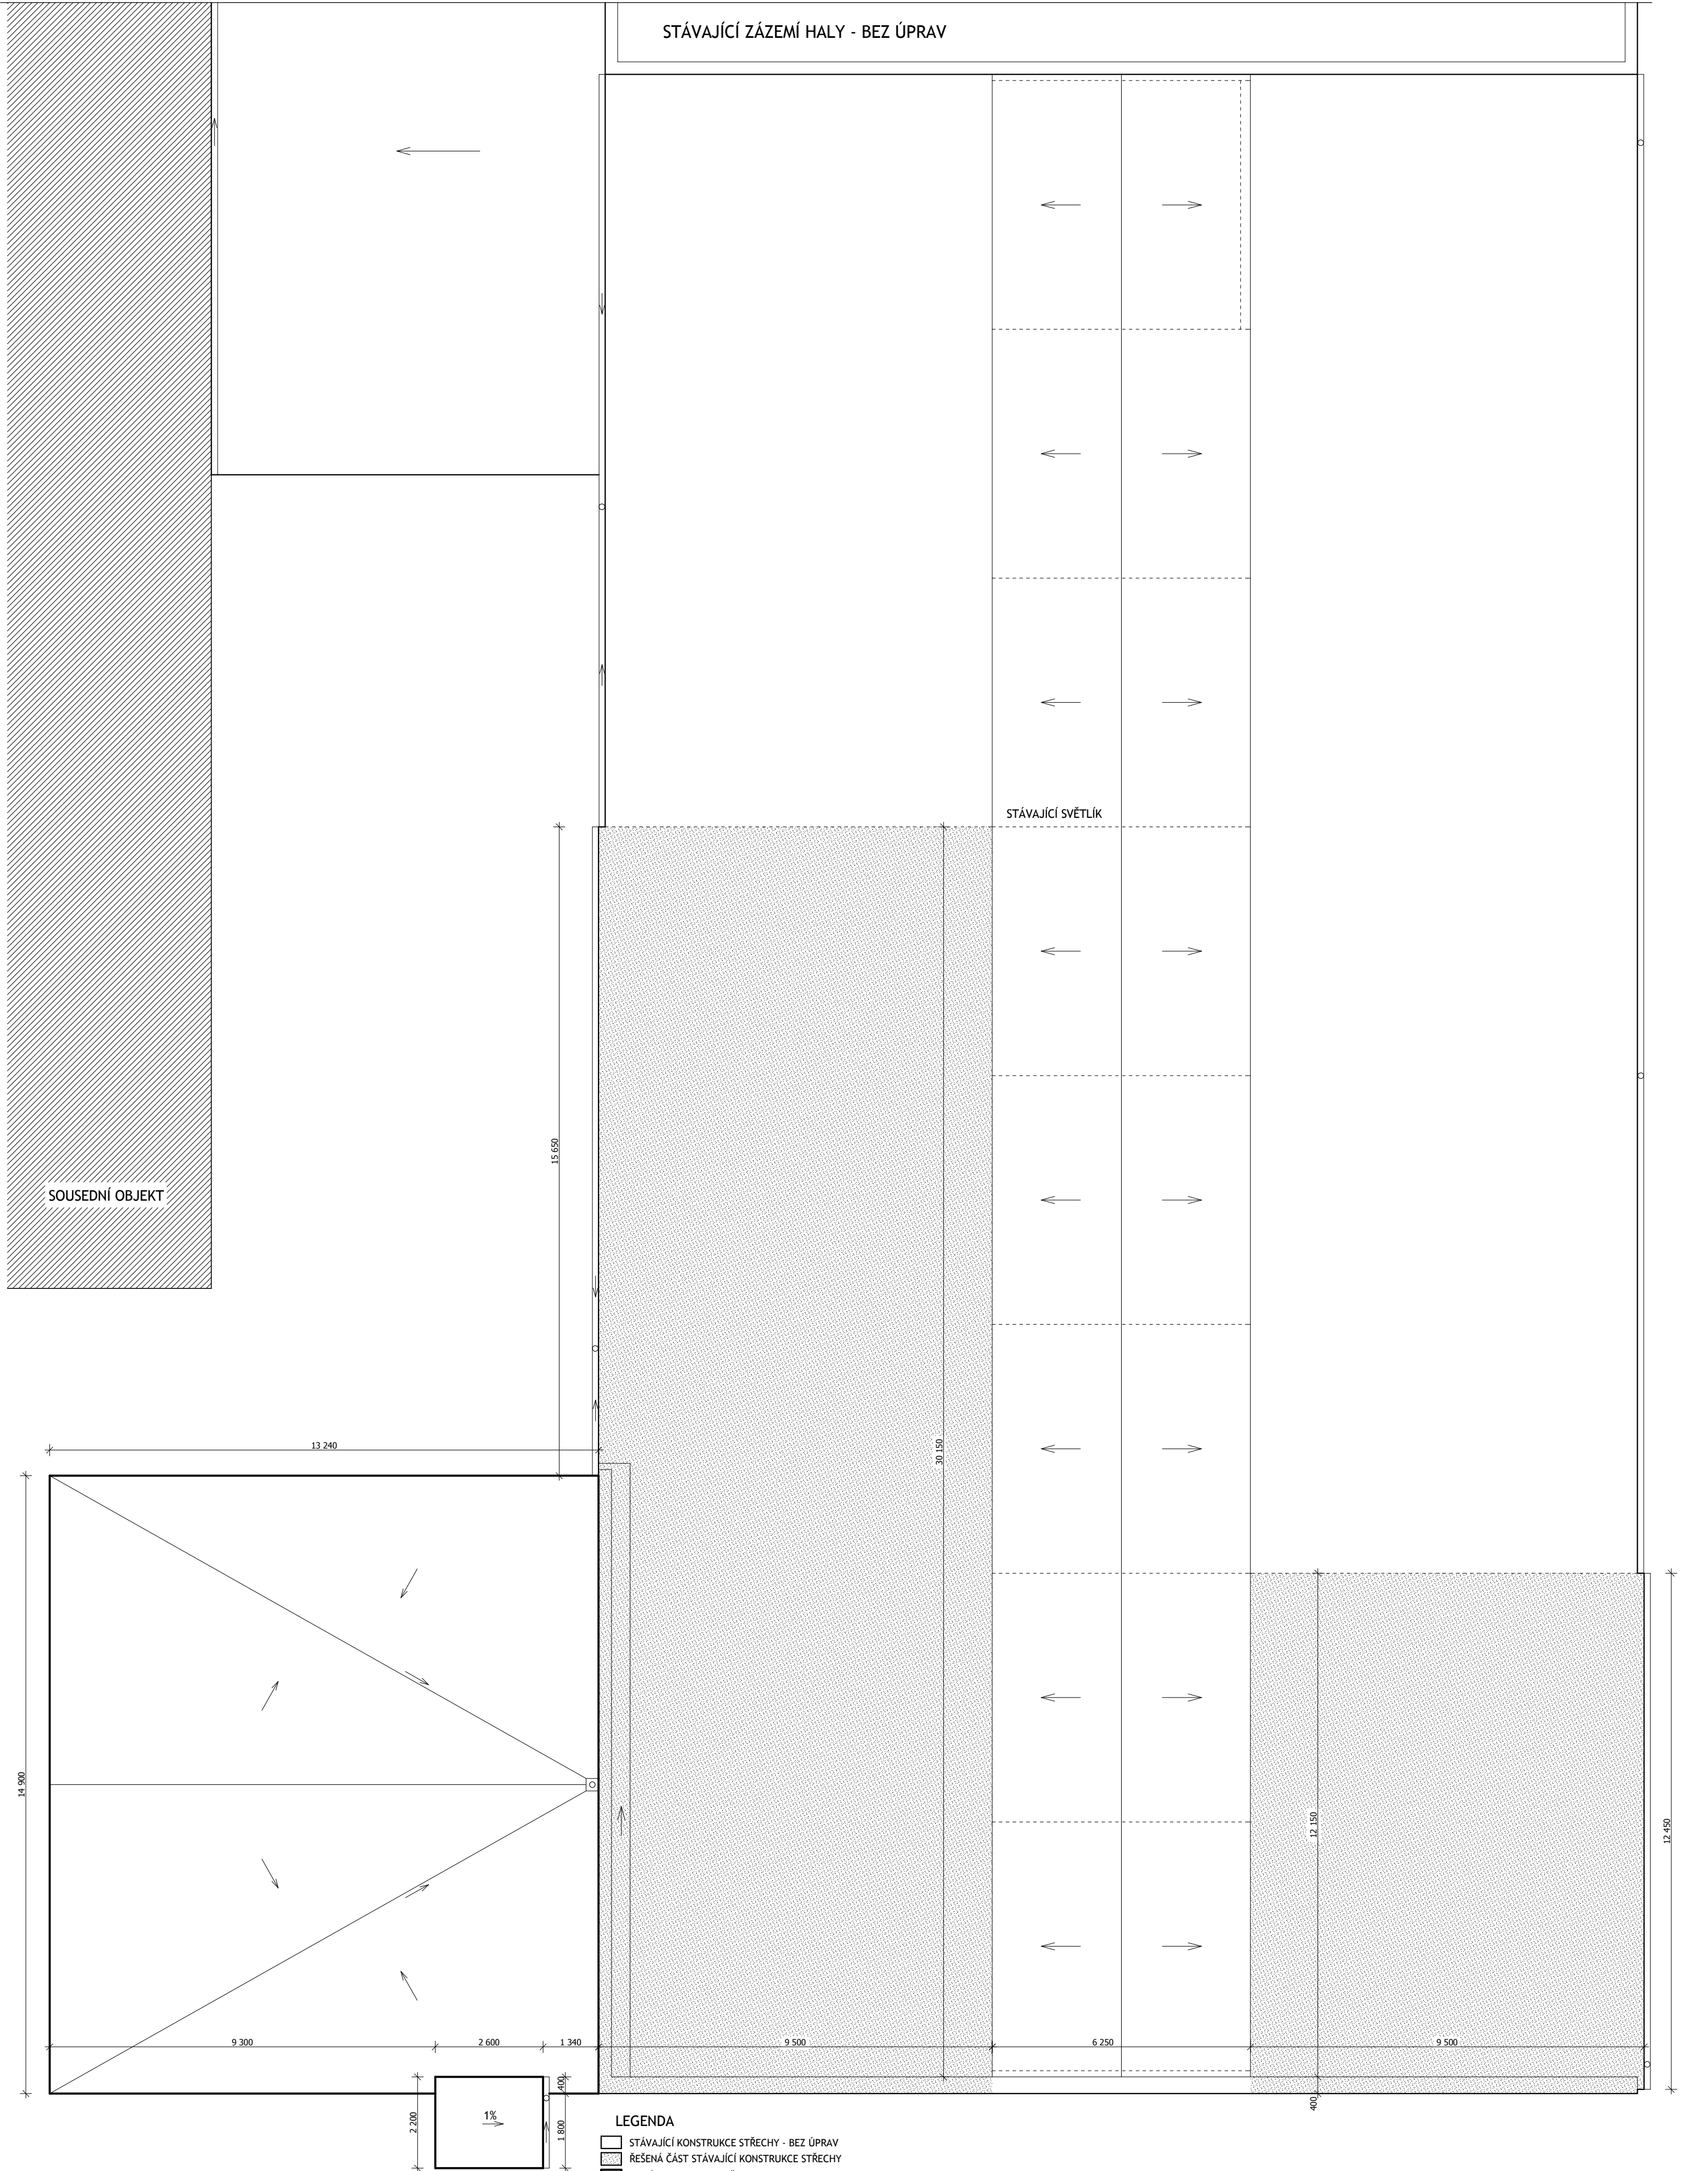 STÁVAJÍCÍ ZÁZEMÍ HALY - BEZ ÚPRAV
STÁVAJÍCÍ SVĚTLÍK
15 650
SOUSEDNÍ OBJEKT
13 240
30 150
14 900
12 150
12 450
9 300
2 600
1 340
9 500
6 250
9 500
400
400
2 200
1%
1 800
LEGENDA
STÁVAJÍCÍ KONSTRUKCE STŘECHY - BEZ ÚPRAV
ŘEŠENÁ ČÁST STÁVAJÍCÍ KONSTRUKCE STŘECHY